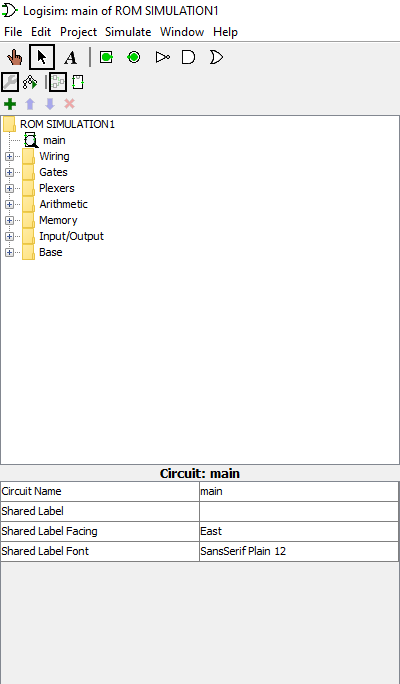 Logisim: main of ROM SIMULATION1
File Edit Project Simulate Window Help
A
ROM SIMULATION1
main
Wiring
Gates
Plexers
Arithmetic
Memory
Input/Output
Base
Circuit: main
Circuit Name main
Shared Label
Shared Label Facing East
Shared Label Font SansSerif Plain 12